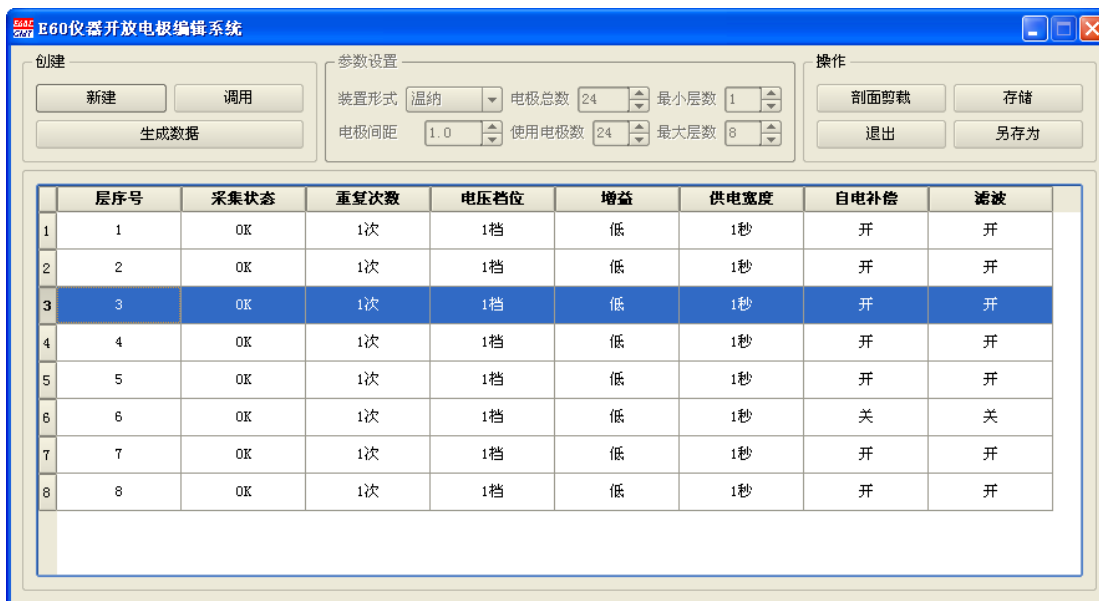 E60仪器开放电极编辑系统
创建
参数设置
操作
新建 调用 装置形式 温纳 电极总数 24 最小层数 1 剖面剪裁 存储
生成数据 电极间距 1.0 使用电极数 24 最大层数 8 退出 另存为
层序号 采集状态 重复次数 电压档位 增益 供电宽度 自电补偿 滤波
1 1 OK 1次 1档 低 1秒 开 开
2 2 OK 1次 1档 低 1秒 开 开
3 3 OK 1次 1档 低 1秒 开 开
4 4 OK 1次 1档 低 1秒 开 开
5 5 OK 1次 1档 低 1秒 开 开
6 6 OK 1次 1档 低 1秒 关 关
7 7 OK 1次 1档 低 1秒 开 开
8 8 OK 1次 1档 低 1秒 开 开